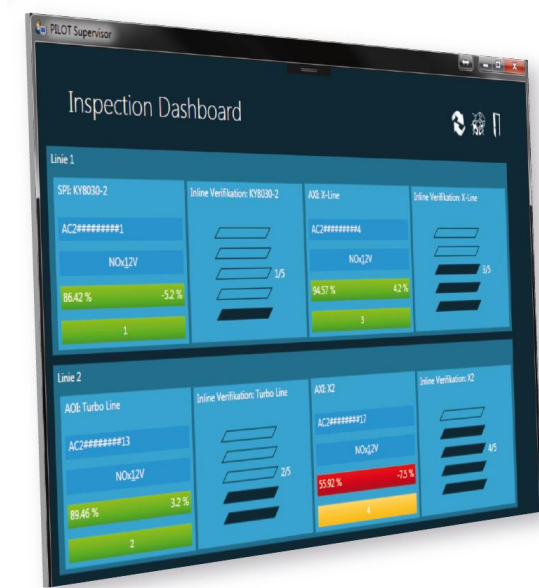 PILOT Supervisor
Inspection Dashboard
Linie 1
SPI: KY8030-2
AC2#########1
NOx12V
86.42 %
-5.2 %
1
Inline Verifikation: KY8030-2
1/5
AXI: X-Line
AC2#########4
NOx12V
94.57 %
4.2 %
3
Inline Verifikation: X-Line
3/5
Linie 2
AOI: Turbo Line
AC2########13
NOx12V
89.46 %
3.2 %
2
Inline Verifikation: Turbo Line
2/5
AXI: X2
AC2########17
NOx12V
55.92 %
-7.5 %
4
Inline Verifikation: X2
4/5